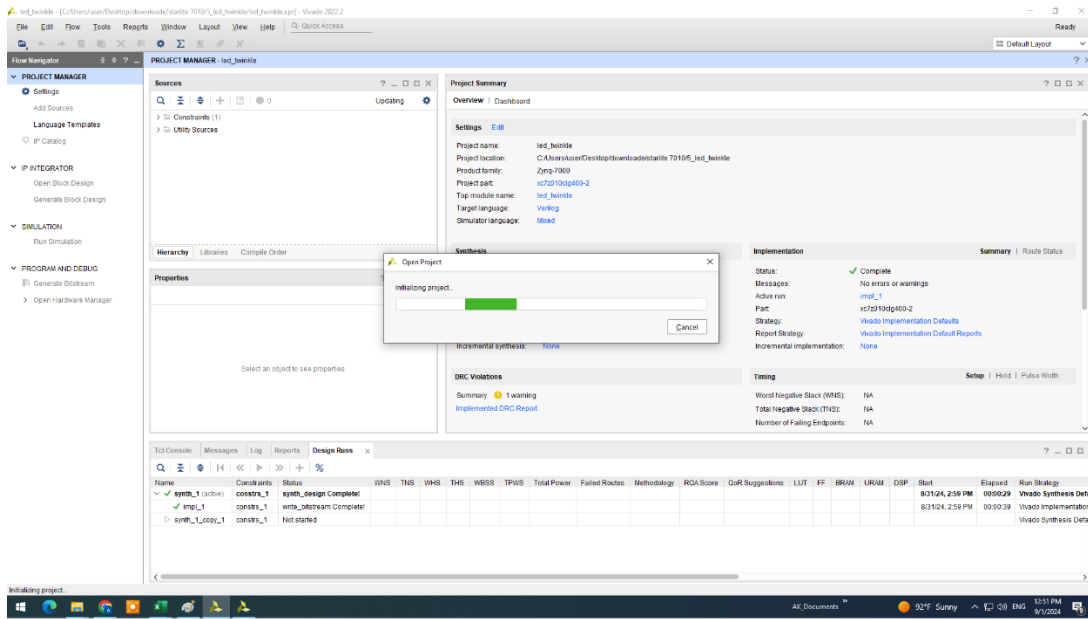 led_twinkle - [C:/Users/user/Desktop/downloade/starlite 7010/5_led_twinkle/led_twinkle.xpr] - Vivado 2022.2
File Edit Flow Tools Reports Window Layout View Help Q- Quick Access
Ready
Default Layout
Flow Navigator
PROJECT MANAGER - led_twinkle
PROJECT MANAGER
Settings
Add Sources
Language Templates
IP Catalog
IP INTEGRATOR
Open Block Design
Generate Block Design
SIMULATION
Run Simulation
PROGRAM AND DEBUG
Generate Bitstream
Open Hardware Manager
Sources
0
Updating
Constraints (1)
Utility Sources
Hierarchy Libraries Compile Order
Properties
Select an object to see properties
Project Summary
Overview | Dashboard
Settings Edit
Project name: led_twinkle
Project location: C:/Users/user/Desktop/downloade/starlite 7010/5_led_twinkle
Product family: Zynq-7000
Project part: xc7z010clg400-2
Top module name: led_twinkle
Target language: Verilog
Simulator language: Mixed
Synthesis
Implementation Summary | Route Status
Status: Complete
Messages: No errors or warnings
Active run: impl_1
Part: xc7z010clg400-2
Strategy: Vivado Implementation Defaults
Report Strategy: Vivado Implementation Default Reports
Incremental synthesis: None
Incremental implementation: None
Open Project
Initializing project...
Cancel
DRC Violations
Summary: 1 warning
Implemented DRC Report
Timing Setup | Hold | Pulse Width
Worst Negative Slack (WNS): NA
Total Negative Slack (TNS): NA
Number of Failing Endpoints: NA
Tcl Console Messages Log Reports Design Runs
Name Constraints Status WNS TNS WHS THS WBSS TPWS Total Power Failed Routes Methodology RQA Score QoR Suggestions LUT FF BRAM URAM DSP Start Elapsed Run Strategy
synth_1 (active) constrs_1 synth_design Complete! 8/31/24, 2:59 PM 00:00:29 Vivado Synthesis Def
impl_1 constrs_1 write_bitstream Complete! 8/31/24, 2:59 PM 00:00:39 Vivado Implementation
synth_1_copy_1 constrs_1 Not started Vivado Synthesis Defa
Initializing project...
AK_Documents
92°F Sunny
ENG
12:51 PM
9/1/2024